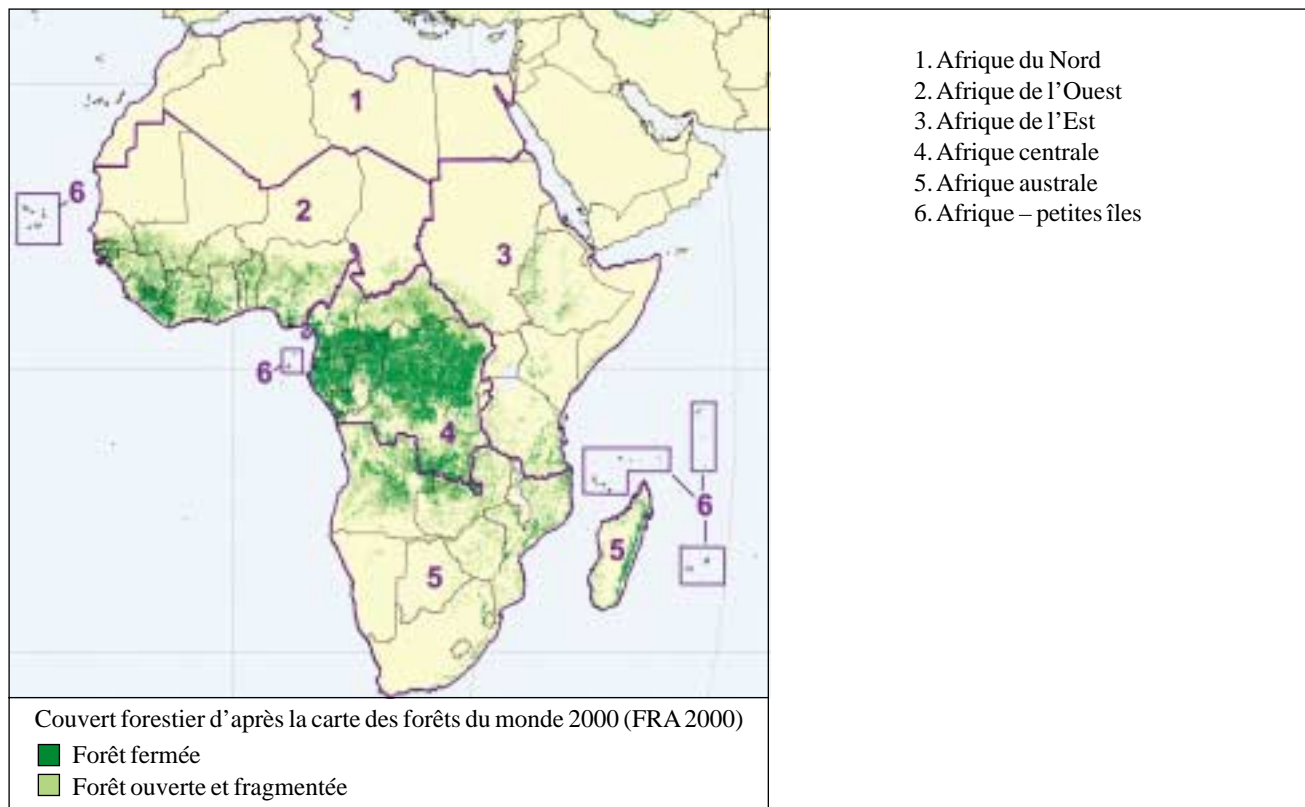 1
2
3
4
5
5
6
6
6
1. Afrique du Nord
2. Afrique de l’Ouest
3. Afrique de l’Est
4. Afrique centrale
5. Afrique australe
6. Afrique – petites îles
Couvert forestier d’après la carte des forêts du monde 2000 (FRA 2000)
Forêt fermée
Forêt ouverte et fragmentée